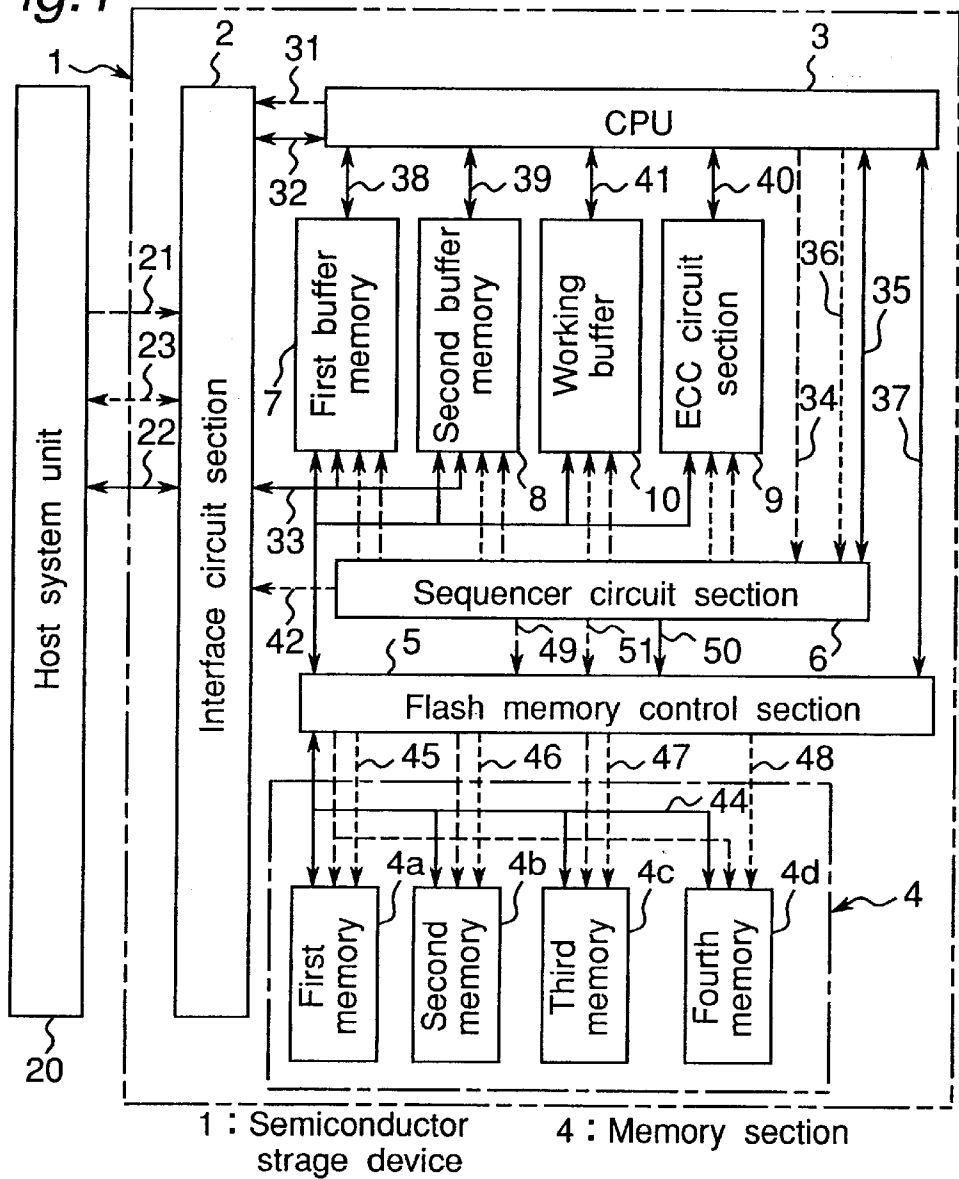 ig. 1
1
2
3
31
CPU
32
38
39
41
40
21
23
22
First buffer
memory
7
Second buffer
memory
8
Working
buffer
10
ECC circuit
section
9
36
35
34
37
33
Host system unit
Interface circuit section
Sequencer circuit section
42
5
49
51
50
6
Flash memory control section
45
46
47
48
44
4a
4b
4c
4d
4
First
memory
Second
memory
Third
memory
Fourth
memory
20
1 : Semiconductor
strage device
4 : Memory section